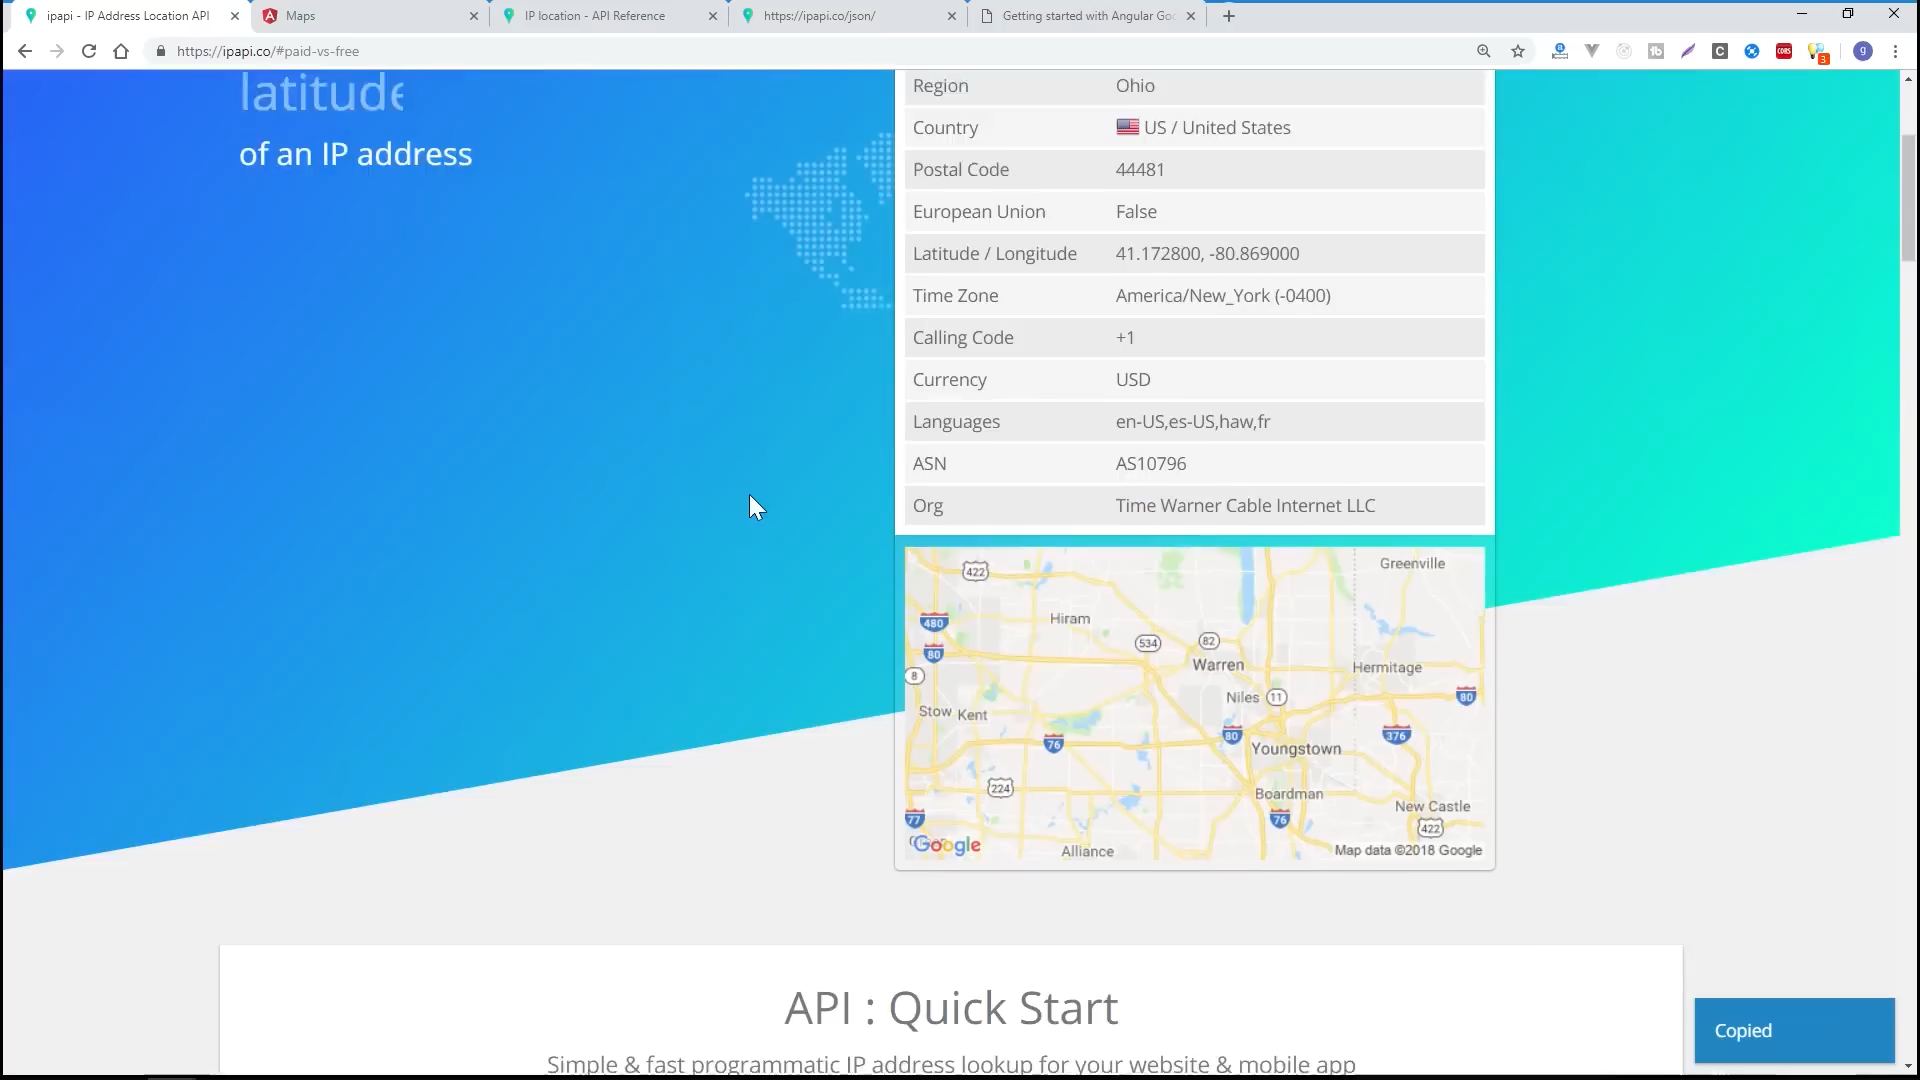 ipapi - IP Address Location API
Maps
IP location - API Reference
https://ipapi.co/json/
Getting started with Angular Goo
https://ipapi.co/#paid-vs-free
g
latitude
of an IP address
Region Ohio
Country US / United States
Postal Code 44481
European Union False
Latitude / Longitude 41.172800, -80.869000
Time Zone America/New_York (-0400)
Calling Code +1
Currency USD
Languages en-US,es-US,haw,fr
ASN AS10796
Org Time Warner Cable Internet LLC
422
Greenville
480
Hiram
534
82
80
Warren
Hermitage
8
Niles
11
80
Stow
Kent
76
80
376
Youngstown
224
Boardman
New Castle
77
76
422
Google
Alliance
Map data ©2018 Google
API : Quick Start
Simple & fast programmatic IP address lookup for your website & mobile app
Copied